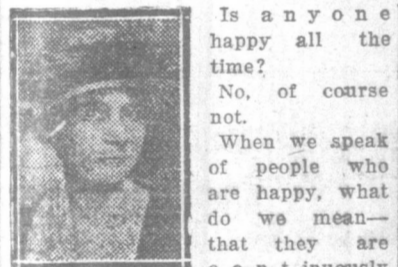 Is anyone
happy all the
time?
No, of course
not.
When we speak
of people who
are happy, what
do we mean—
that they are